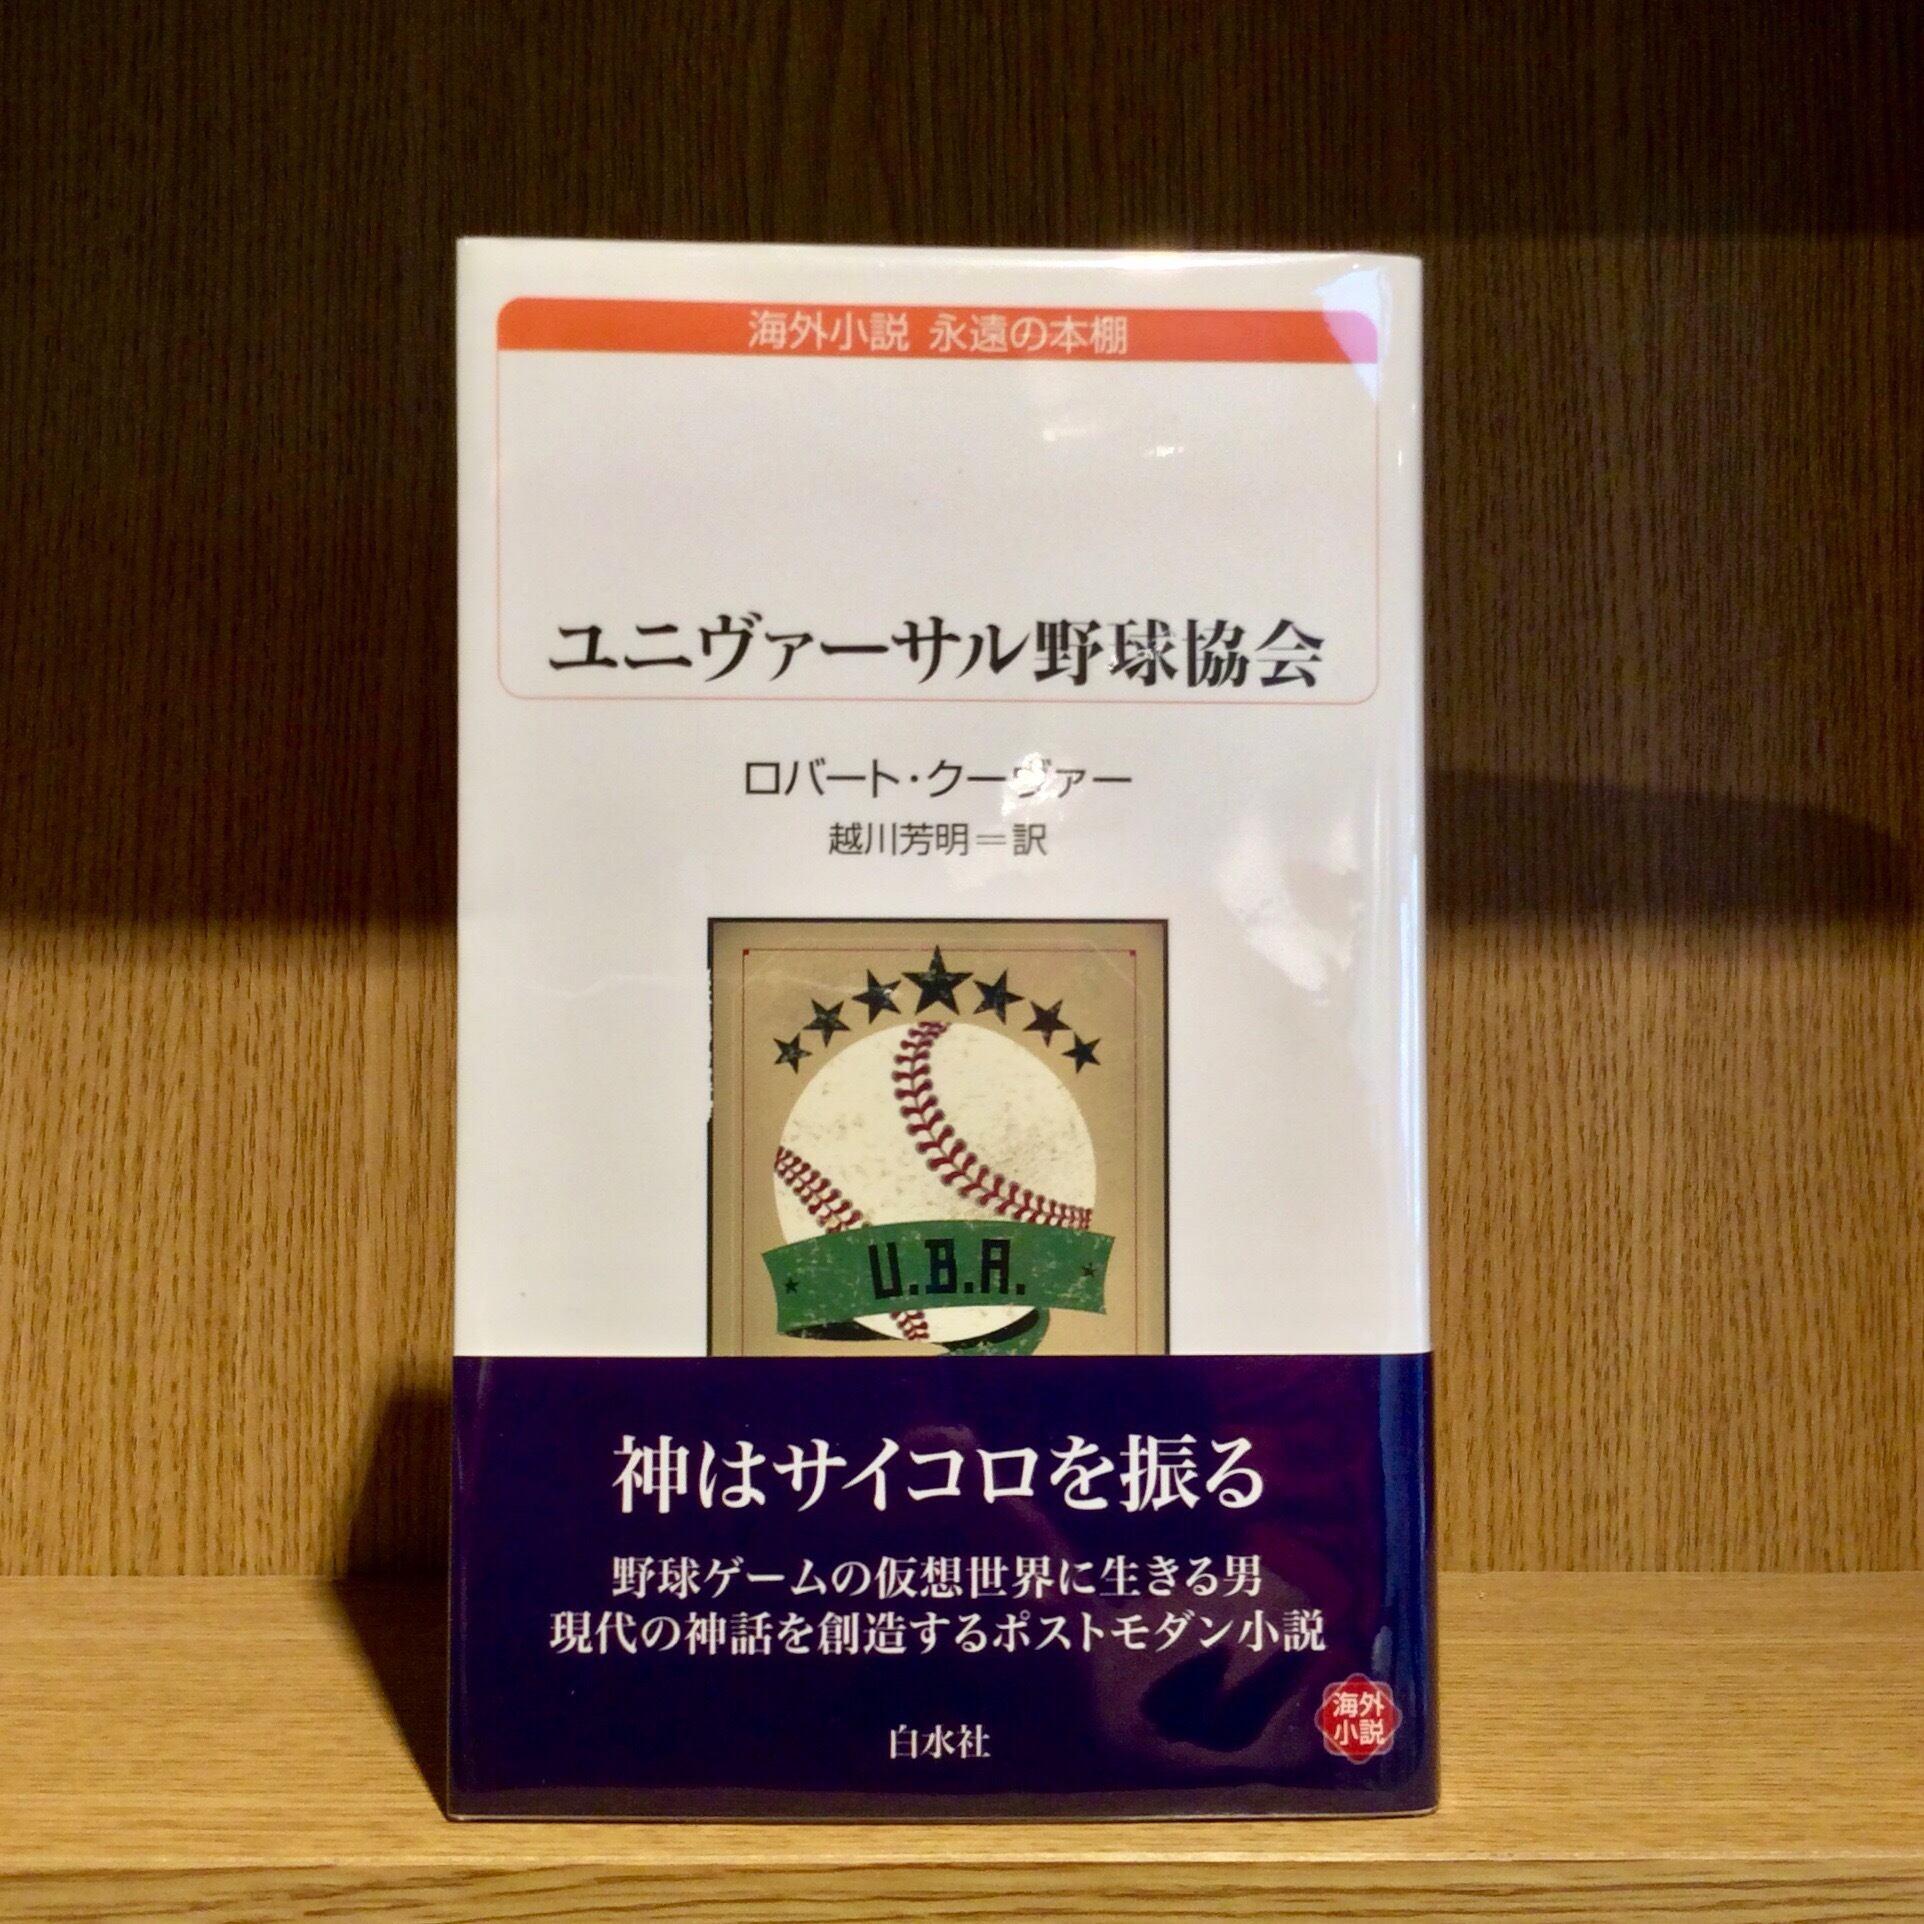 海外小説 永遠の本棚
ユニヴァーサル野球協会
ロバート・クーヴァー
越川芳明＝訳
U.B.A.
神はサイコロを振る
野球ゲームの仮想世界に生きる男
現代の神話を創造するポストモダン小説
白水社
海外
小説